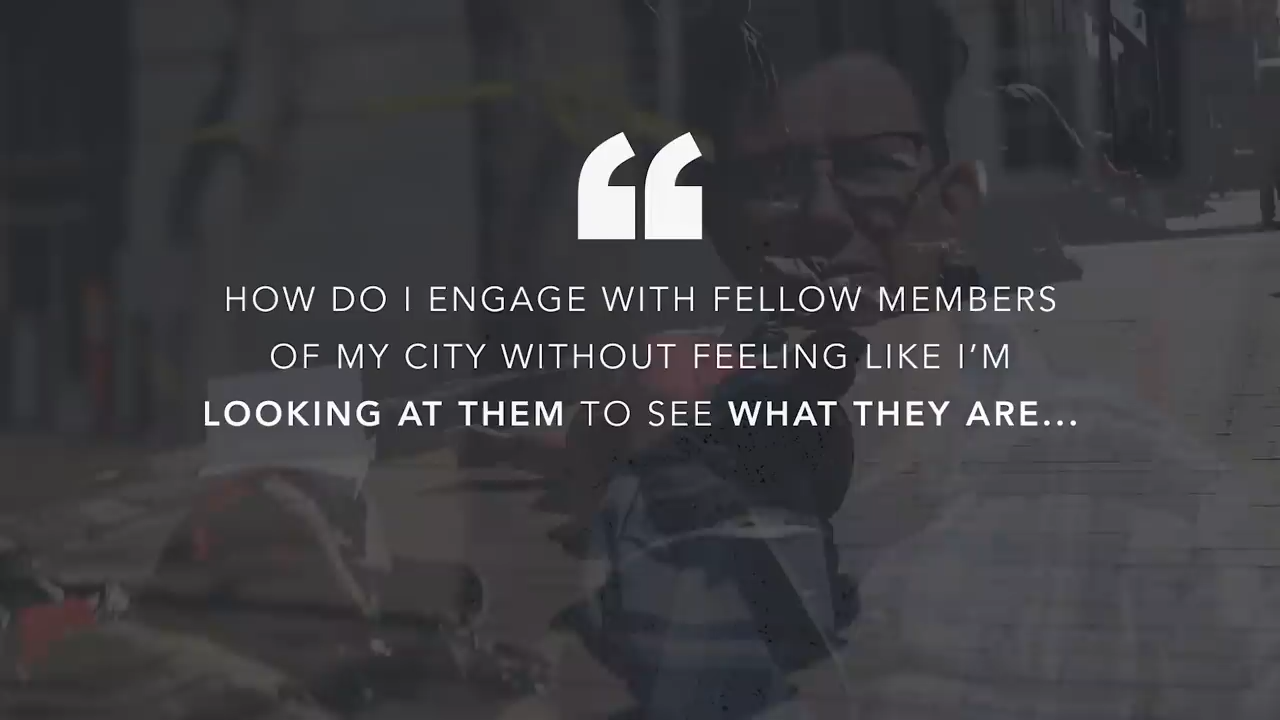 “
HOW DO I ENGAGE WITH FELLOW MEMBERS
OF MY CITY WITHOUT FEELING LIKE I’M
LOOKING AT THEM TO SEE WHAT THEY ARE...